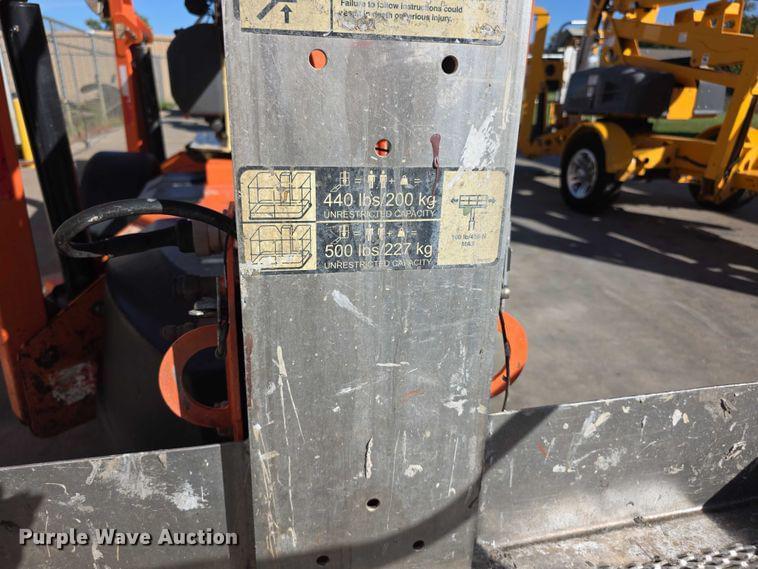 Failure to follow instructions could
result in death or serious injury.
440 lbs/200 kg
UNRESTRICTED CAPACITY
500 lbs/227 kg
UNRESTRICTED CAPACITY
MAX
Purple Wave Auction